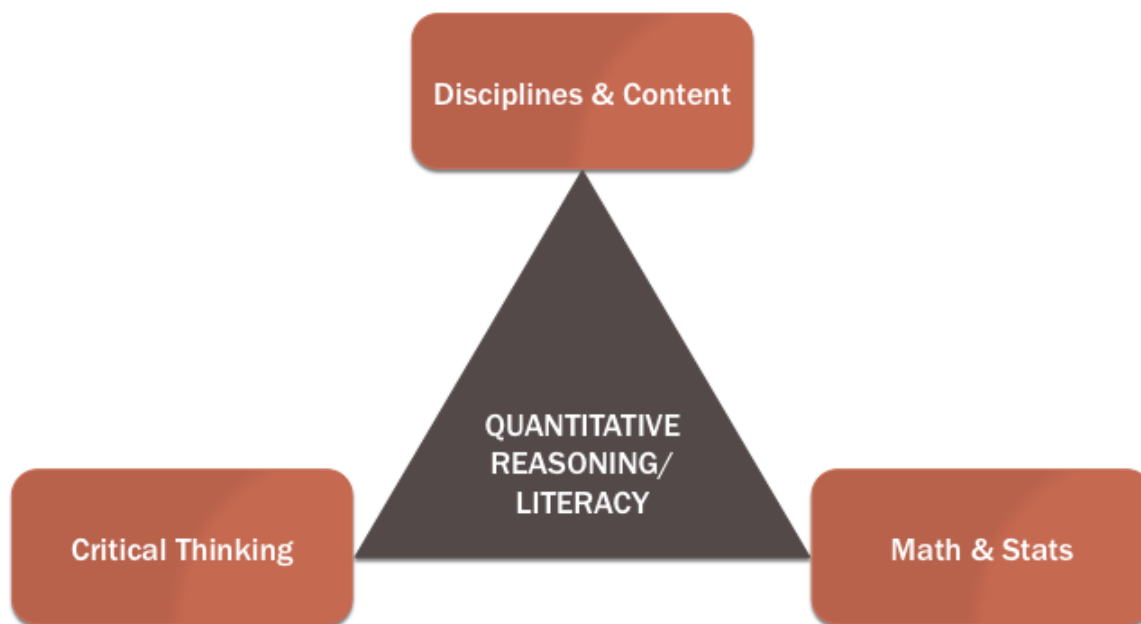 Disciplines & Content
QUANTITATIVE
REASONING/
LITERACY
Critical Thinking
Math & Stats